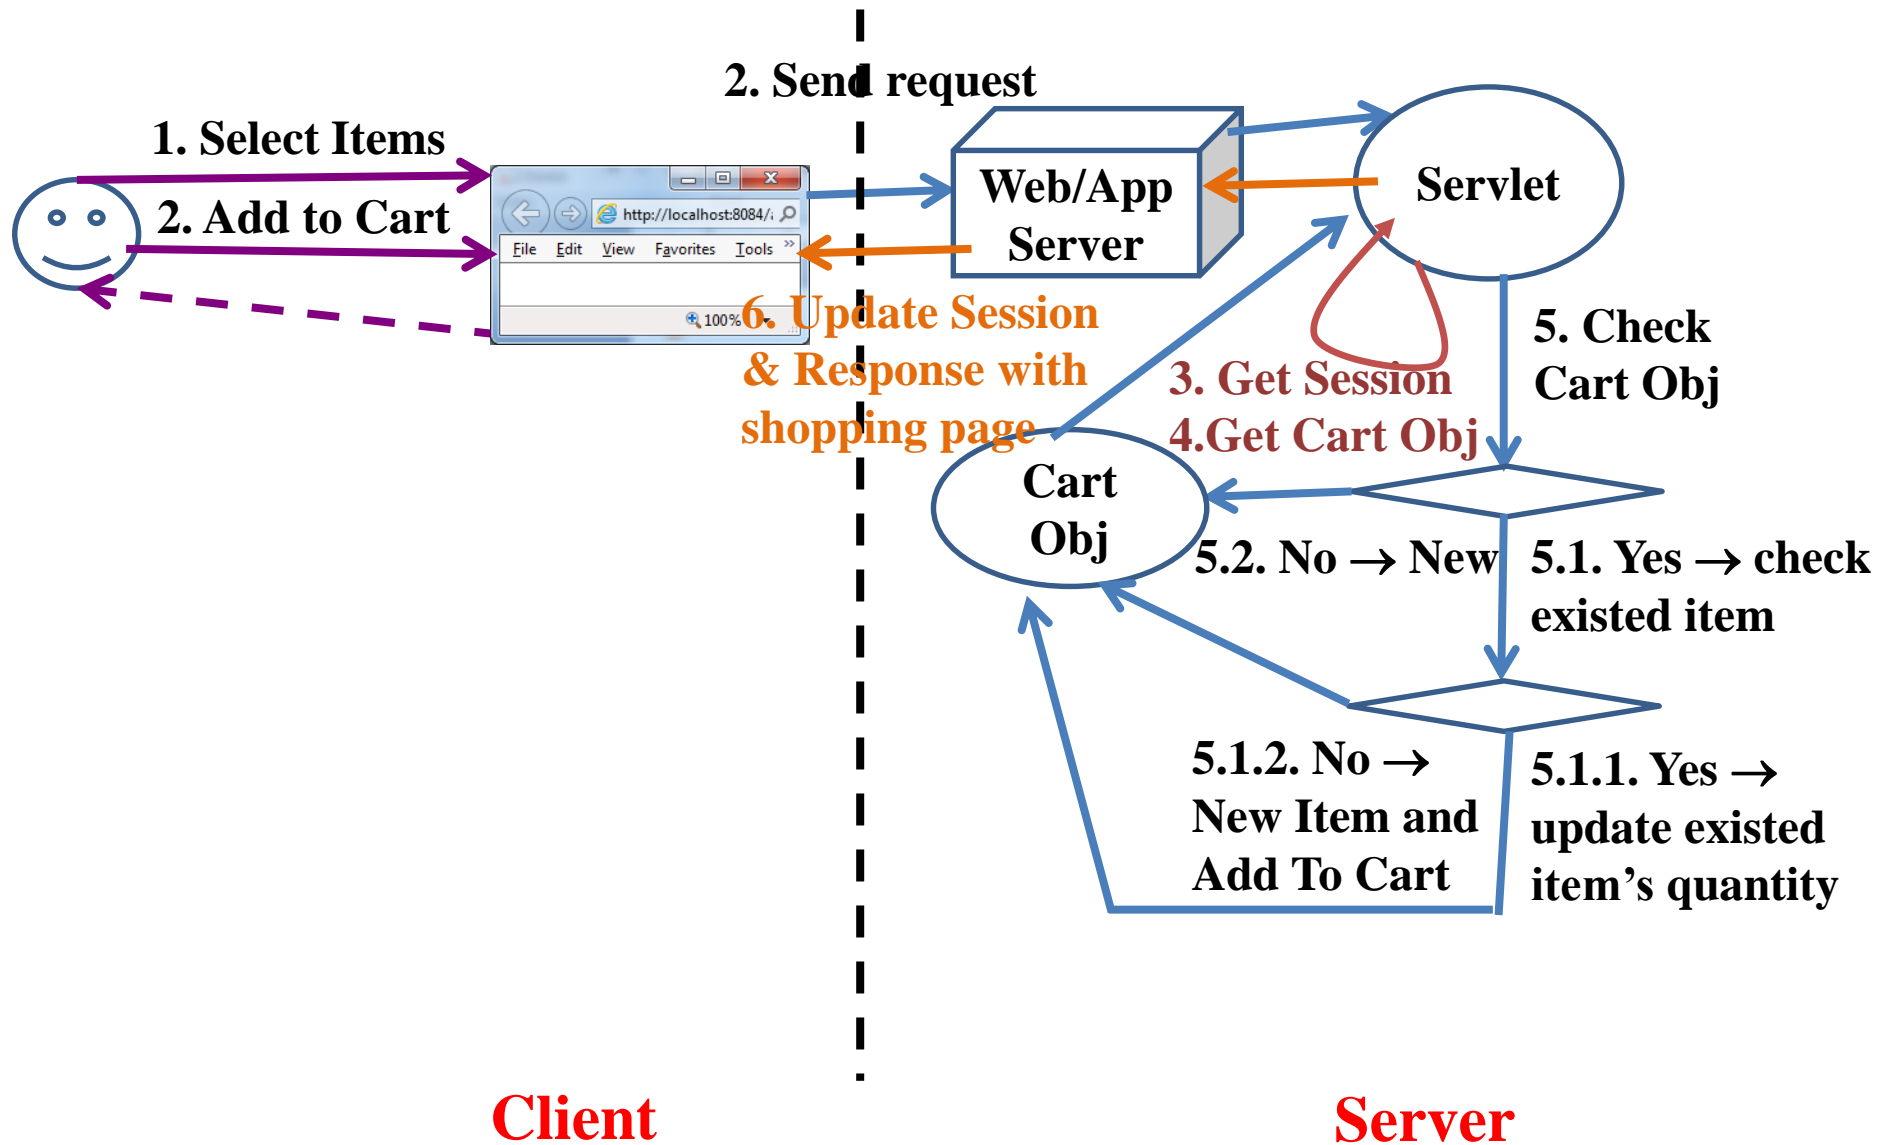 2. Send request
1. Select Items
2. Add to Cart
http://localhost:8084/
File Edit View Favorites Tools »
100%
Web/App
Server
Servlet
6. Update Session
& Response with
shopping page
3. Get Session
4.Get Cart Obj
5. Check
Cart Obj
Cart
Obj
5.2. No → New
5.1. Yes → check
existed item
5.1.2. No →
New Item and
Add To Cart
5.1.1. Yes →
update existed
item’s quantity
Client
Server